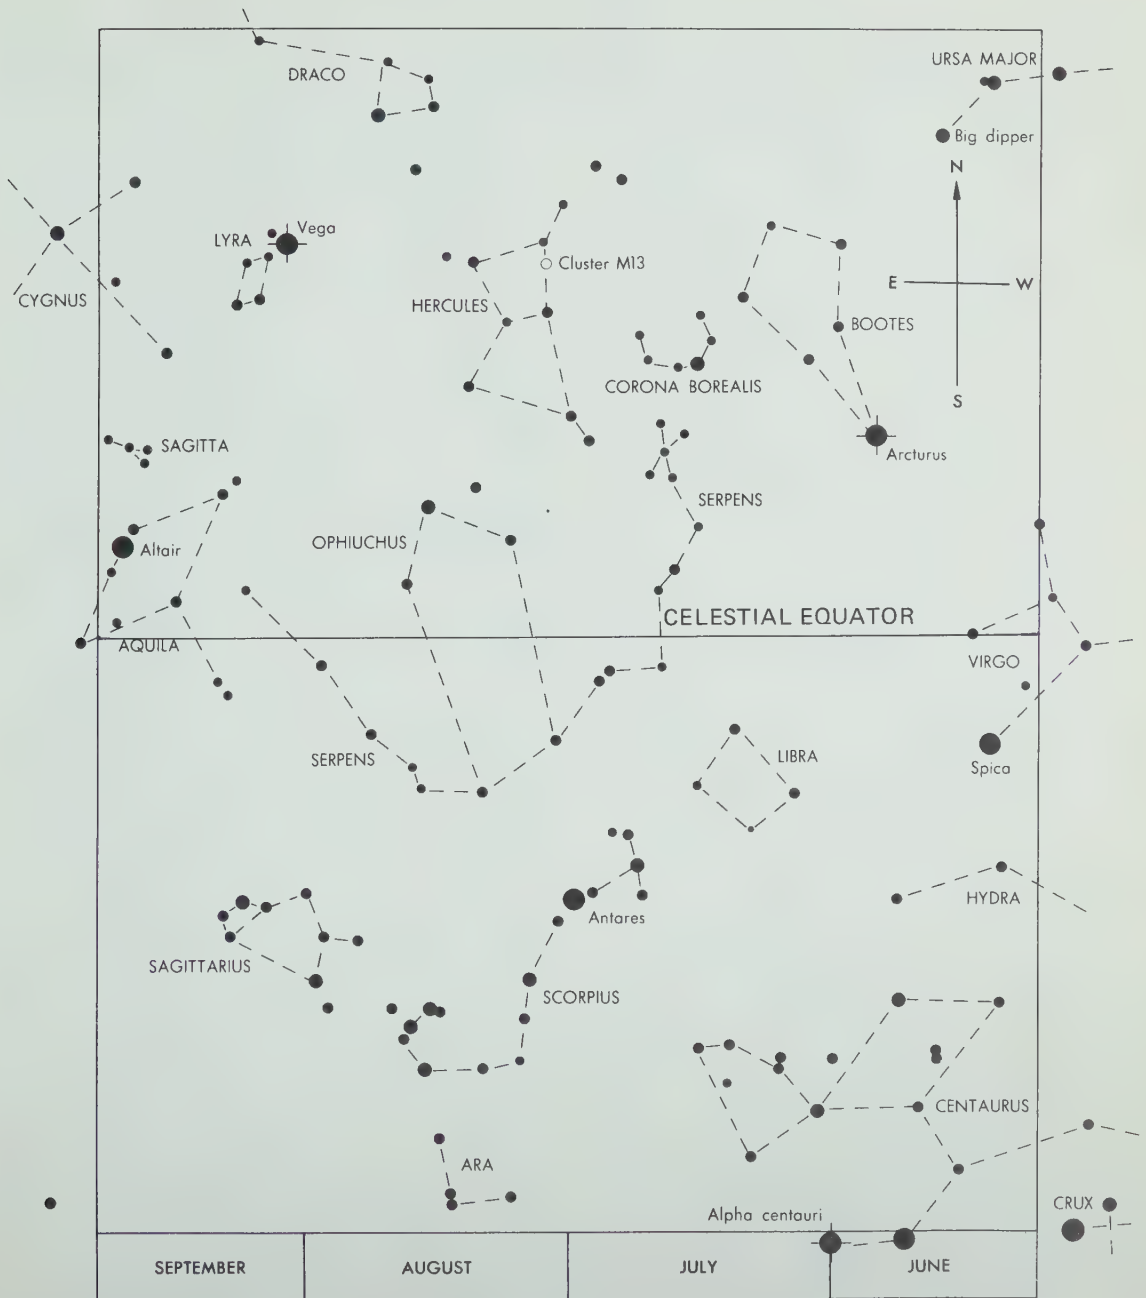 DRACO
URSA MAJOR
Big dipper
N
LYRA
Vega
E
W
CYGNUS
HERCULES
Cluster M13
BOOTES
CORONA BOREALIS
S
SAGITTA
Arcturus
SERPENS
OPHIUCHUS
Altair
CELESTIAL EQUATOR
AQUILA
VIRGO
SERPENS
LIBRA
Spica
HYDRA
Antares
SAGITTARIUS
SCORPIUS
CENTAURUS
ARA
Alpha centauri
CRUX
SEPTEMBER
AUGUST
JULY
JUNE